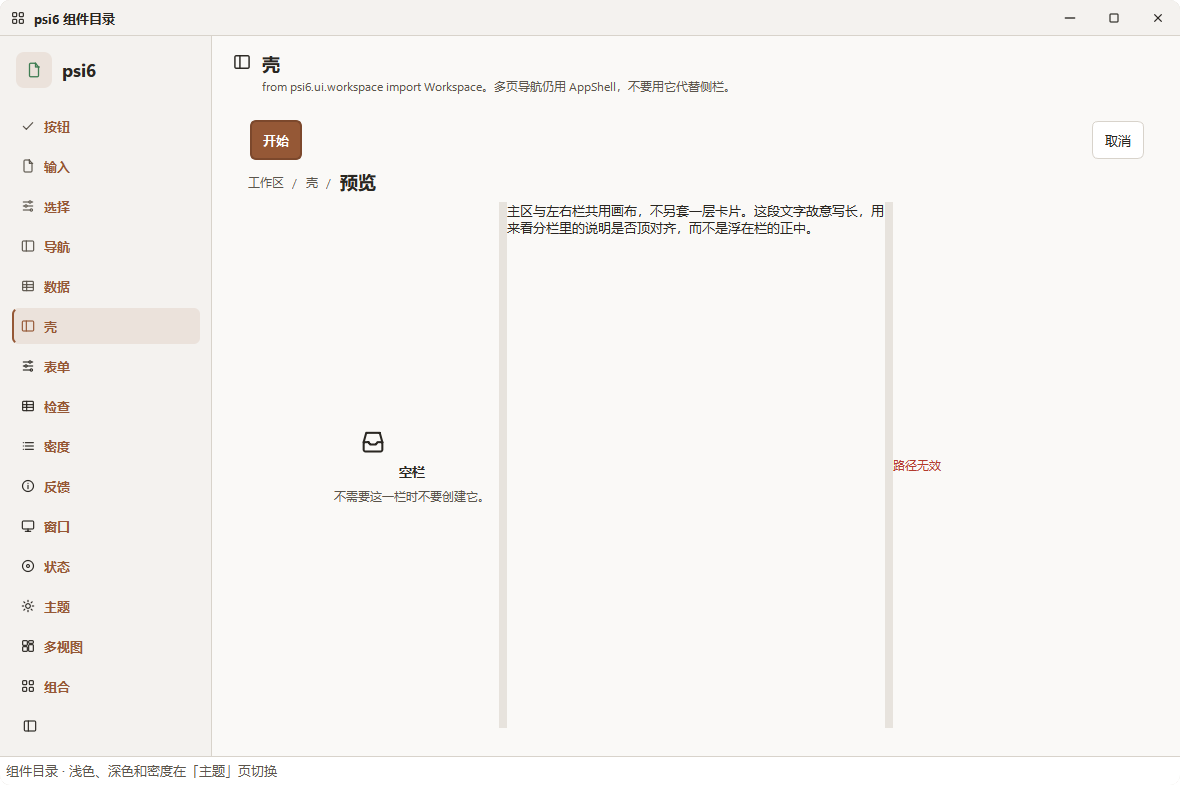 psi6 组件目录
psi6
按钮
输入
选择
导航
数据
壳
表单
检查
密度
反馈
窗口
状态
主题
多视图
组合
壳
from psi6.ui.workspace import Workspace。多页导航仍用 AppShell，不要用它代替侧栏。
开始
取消
工作区 / 壳 / 预览
空栏
不需要这一栏时不要创建它。
主区与左右栏共用画布，不另套一层卡片。这段文字故意写长，用
来看分栏里的说明是否顶对齐，而不是浮在栏的正中。
路径无效
组件目录 · 浅色、深色和密度在「主题」页切换